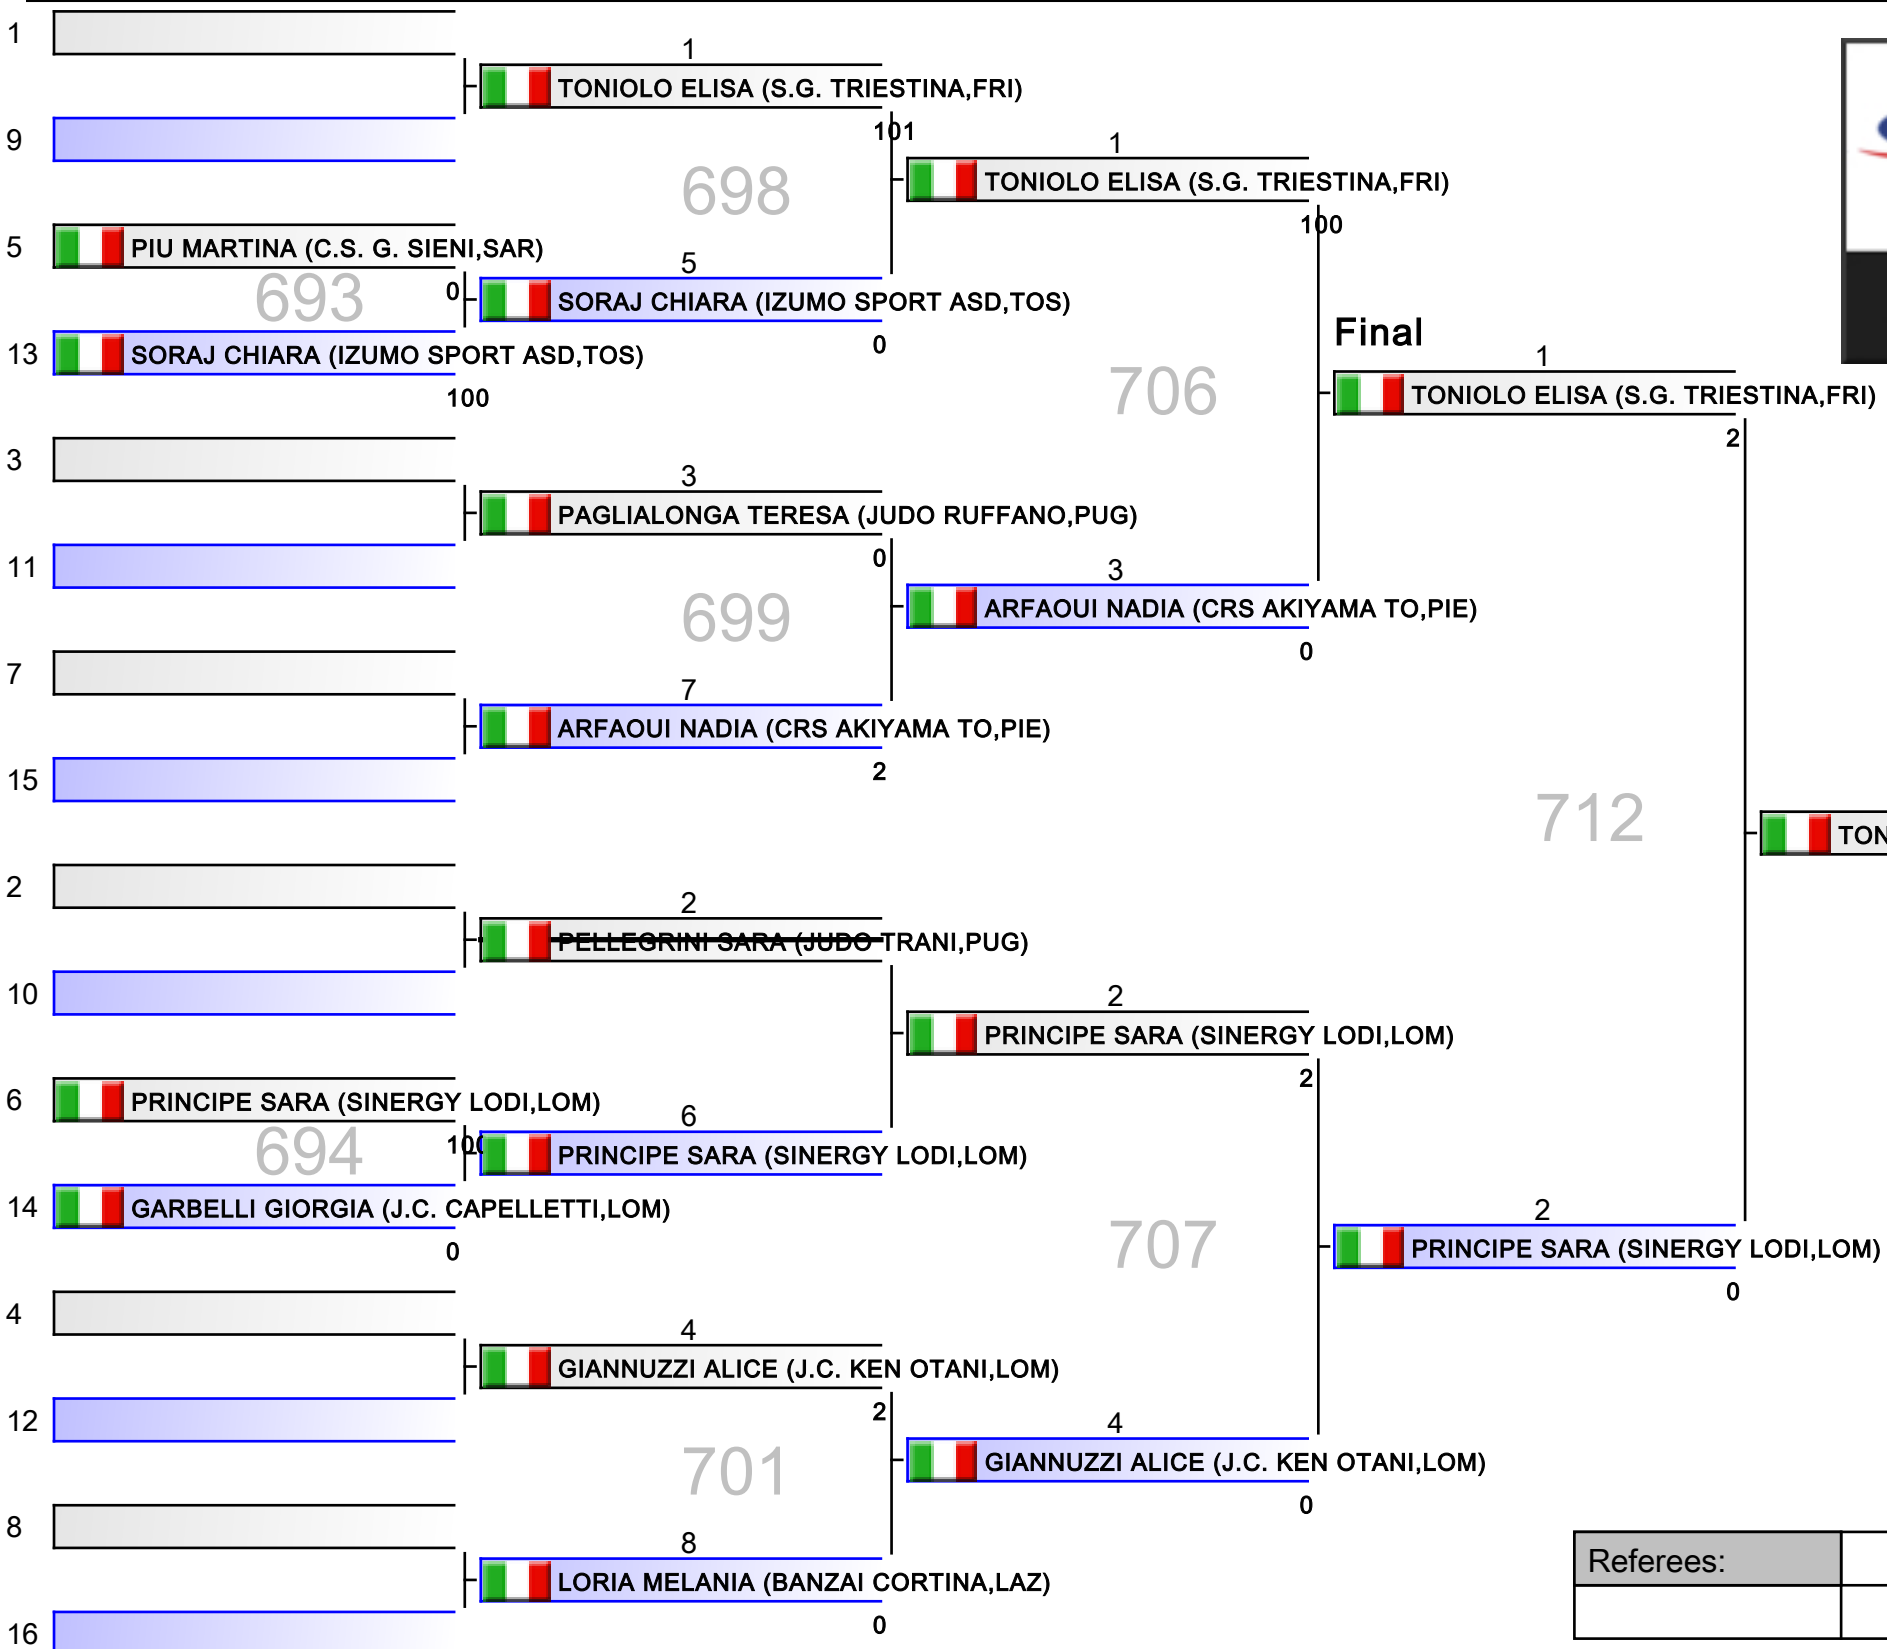 1
1
TONIOLO ELISA (S.G. TRIESTINA,FRI)
101
9
1
698
TONIOLO ELISA (S.G. TRIESTINA,FRI)
100
5
PIU MARTINA (C.S. G. SIENI,SAR)
5
693
0
SORAJ CHIARA (IZUMO SPORT ASD,TOS)
0
13
SORAJ CHIARA (IZUMO SPORT ASD,TOS)
100
Final
1
706
TONIOLO ELISA (S.G. TRIESTINA,FRI)
2
3
3
PAGLIALONGA TERESA (JUDO RUFFANO,PUG)
0
11
3
699
ARFAOUI NADIA (CRS AKIYAMA TO,PIE)
0
7
7
ARFAOUI NADIA (CRS AKIYAMA TO,PIE)
2
15
712
TON
2
2
PELLEGRINI SARA (JUDO TRANI,PUG)
10
2
PRINCIPE SARA (SINERGY LODI,LOM)
2
6
PRINCIPE SARA (SINERGY LODI,LOM)
6
694
100
PRINCIPE SARA (SINERGY LODI,LOM)
14
GARBELLI GIORGIA (J.C. CAPELLETTI,LOM)
0
707
2
PRINCIPE SARA (SINERGY LODI,LOM)
0
4
4
GIANNUZZI ALICE (J.C. KEN OTANI,LOM)
2
12
4
701
GIANNUZZI ALICE (J.C. KEN OTANI,LOM)
0
8
8
LORIA MELANIA (BANZAI CORTINA,LAZ)
0
16
Referees: